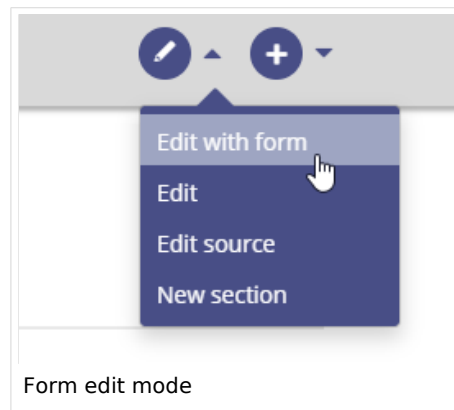 Edit with form
Edit
Edit source
New section
Form edit mode